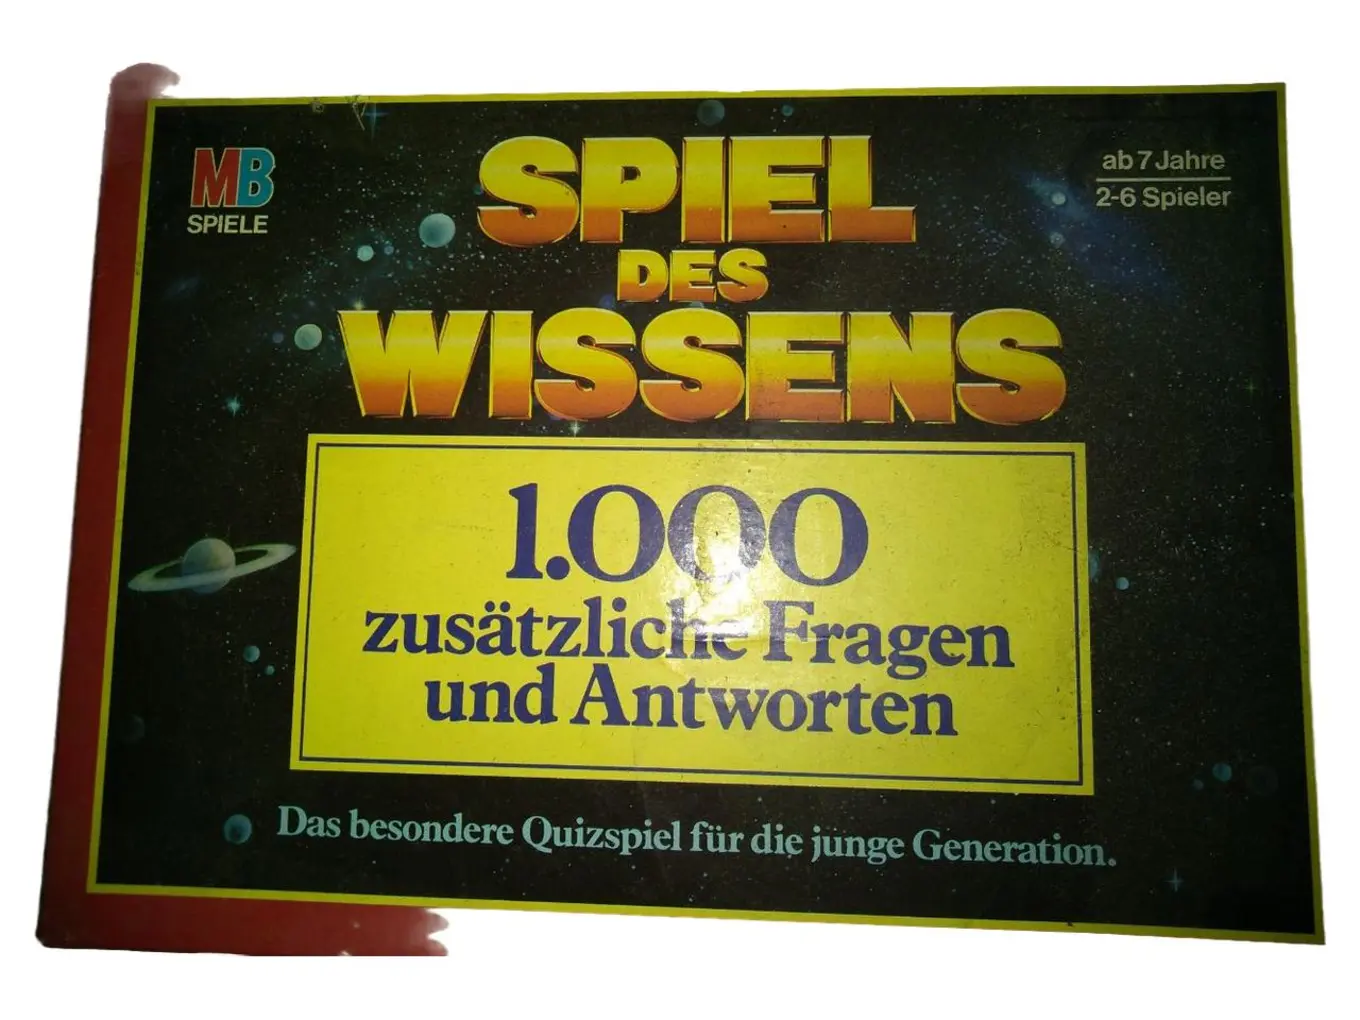 MB
SPIELE
SPIEL
DES
WISSENS
ab 7 Jahre
2-6 Spieler
1.000
zusätzliche Fragen
und Antworten
Das besondere Quizspiel für die junge Generation.